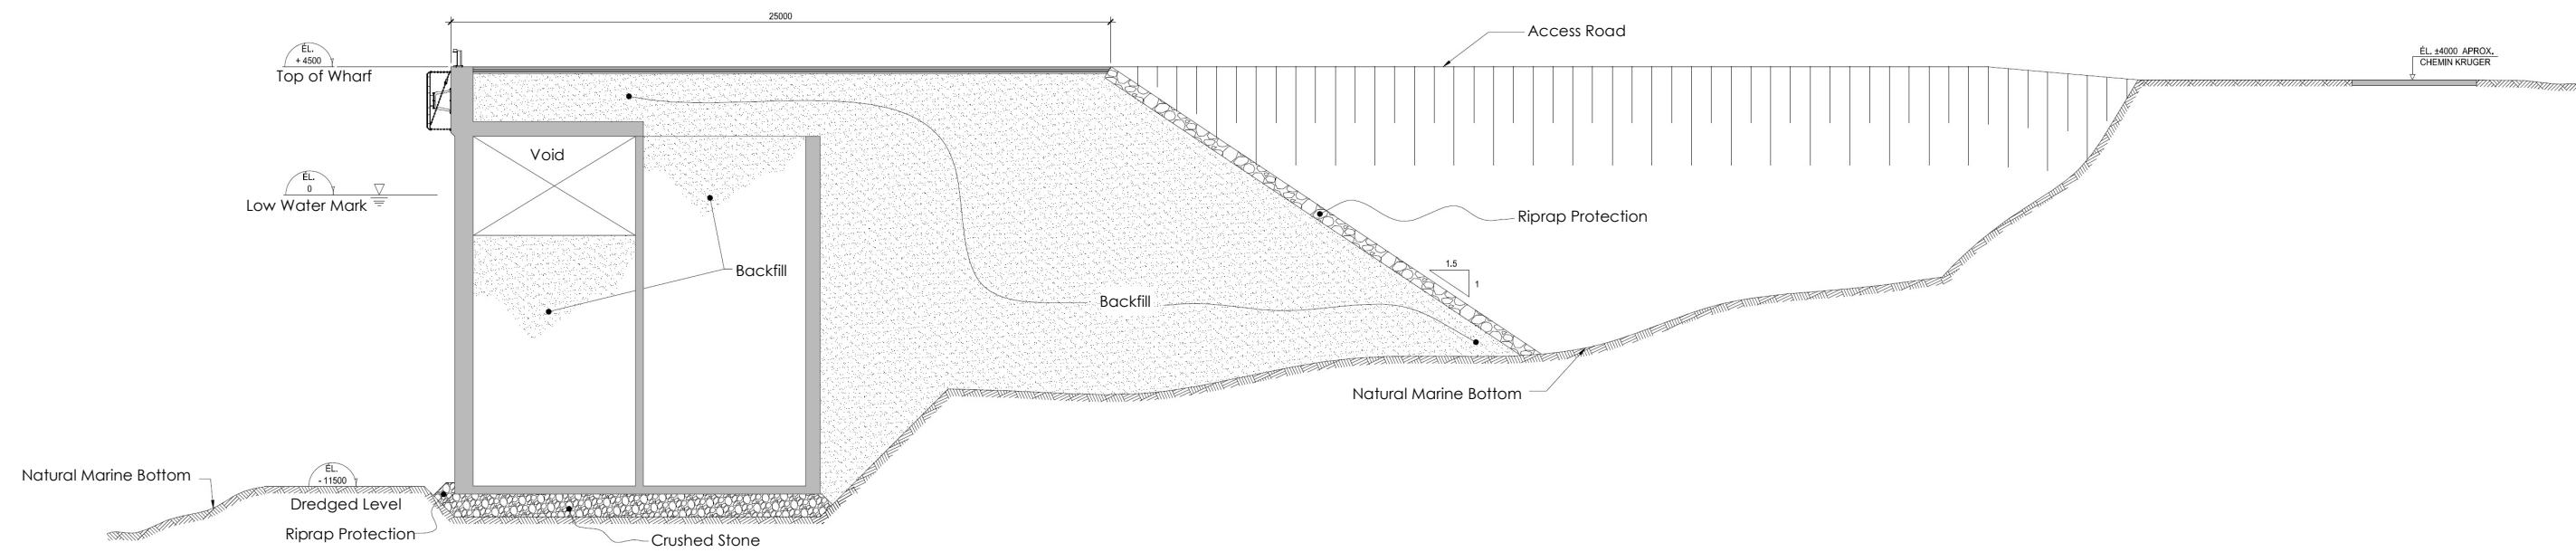 25000
Access Road
ÉL.
+ 4500
Top of Wharf
ÉL. ±4000 APROX.
CHEMIN KRUGER
Void
ÉL.
0
Low Water Mark
Riprap Protection
1.5
1
Backfill
Backfill
Natural Marine Bottom
Natural Marine Bottom
ÉL.
- 11500
Dredged Level
Riprap Protection
Crushed Stone